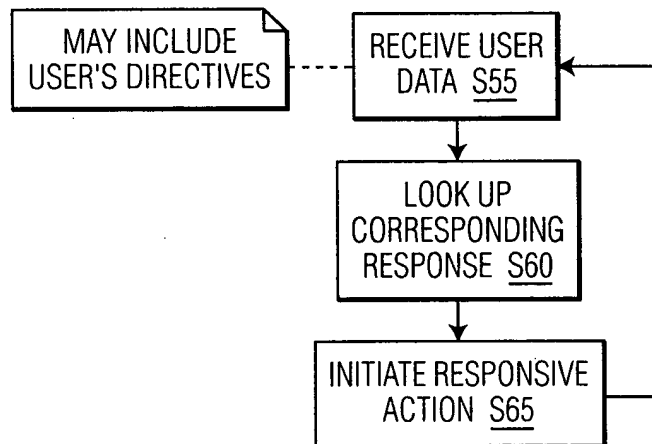 MAY INCLUDE
USER'S DIRECTIVES
RECEIVE USER
DATA S55
LOOK UP
CORRESPONDING
RESPONSE S60
INITIATE RESPONSIVE
ACTION S65